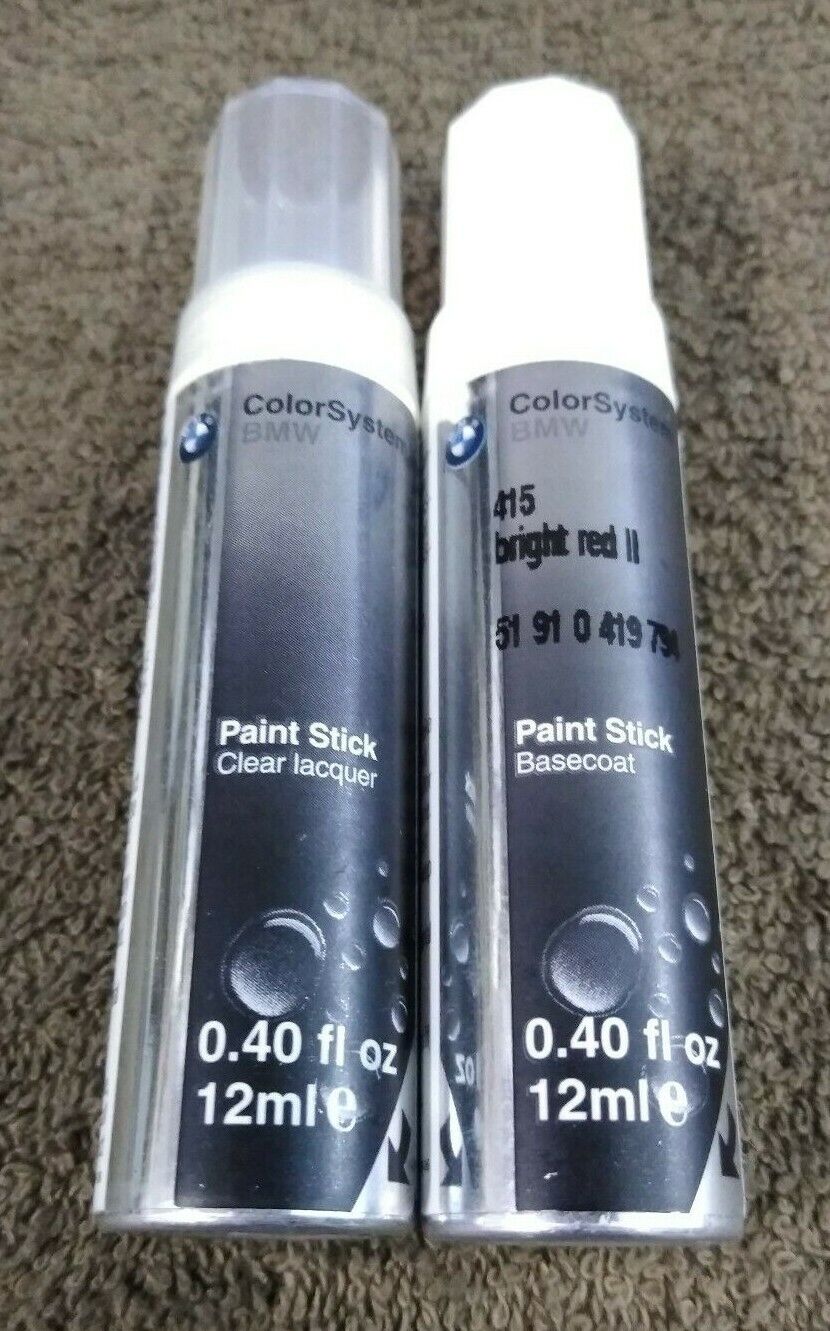 ColorSystem
BMW
Paint Stick
Clear lacquer
0.40 fl oz
12ml e
ColorSystem
BMW
415
bright red II
51 91 0 419 794
Paint Stick
Basecoat
0.40 fl oz
12ml e